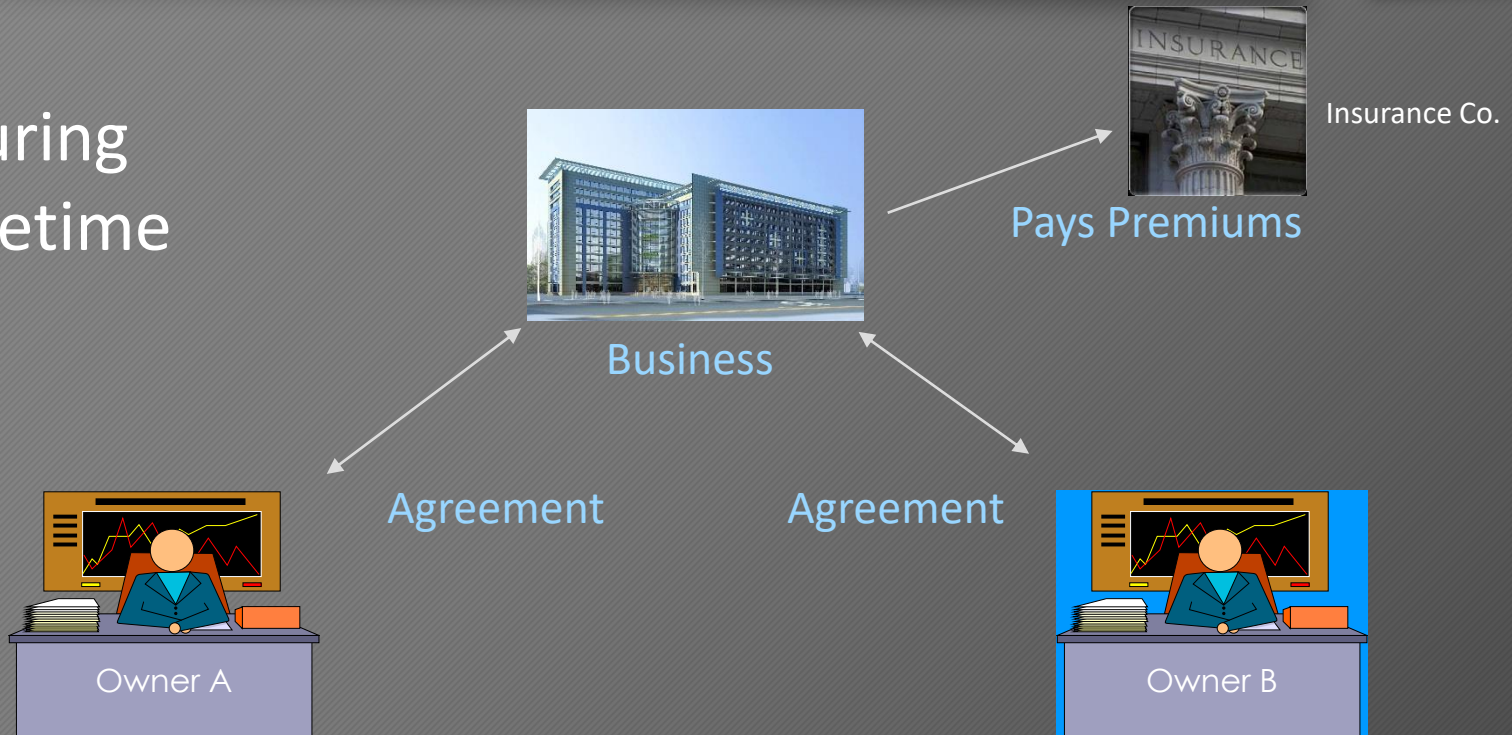 uring
etime
INSURANCE
Insurance Co.
Pays Premiums
Business
Agreement
Agreement
Owner A
Owner B